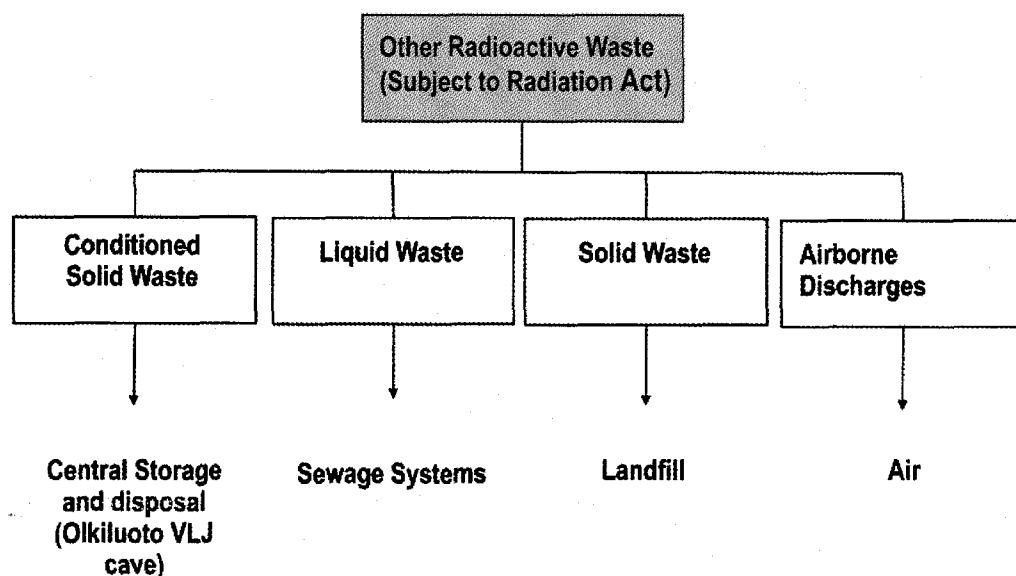 Other Radioactive Waste
(Subject to Radiation Act)
Conditioned
Solid Waste
Liquid Waste
Solid Waste
Airborne
Discharges
Central Storage
and disposal
(Olkiluoto VLJ
cave)
Sewage Systems
Landfill
Air